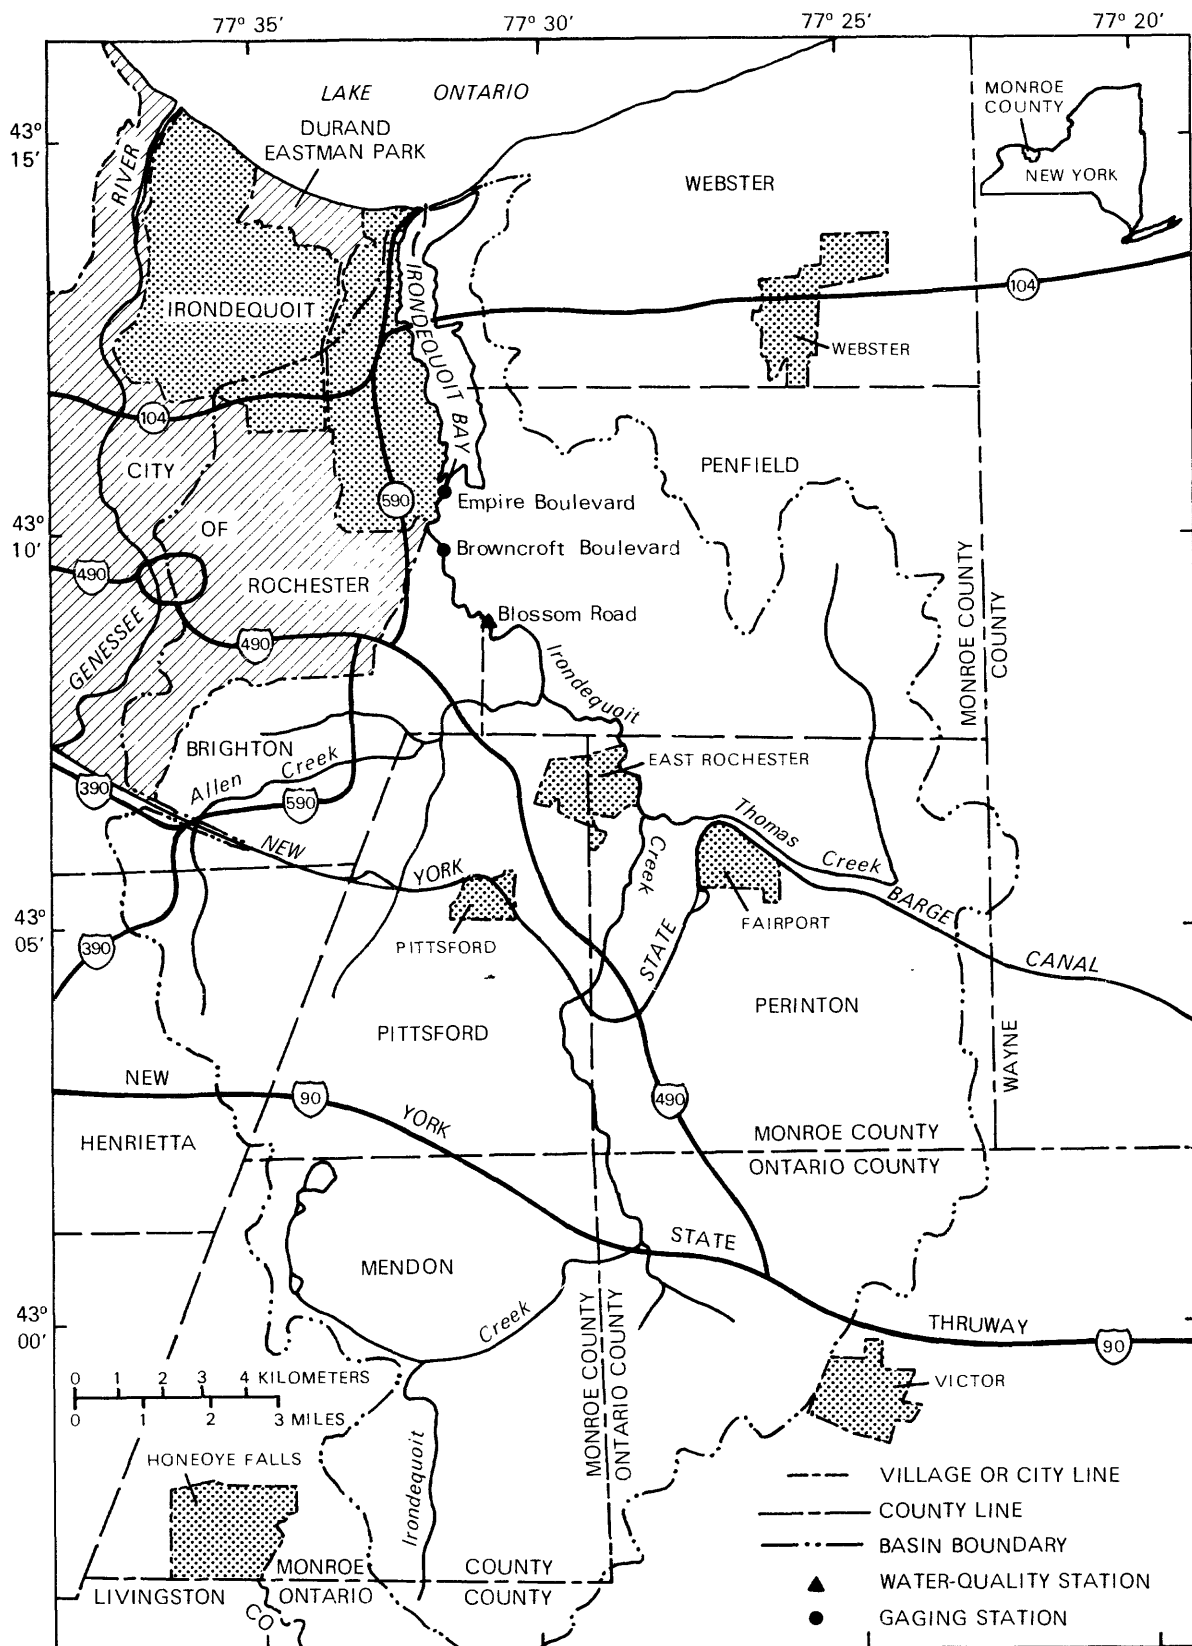 77° 35′
77° 30′
77° 25′
77° 20′
LAKE ONTARIO
MONROE
COUNTY
43°
15′
DURAND
EASTMAN PARK
RIVER
NEW YORK
WEBSTER
IRONDEQUOIT
IRONDEQUOIT BAY
104
WEBSTER
104
CITY
PENFIELD
590
Empire Boulevard
43°
10′
OF
Browncroft Boulevard
490
ROCHESTER
Blossom Road
GENESSEE
490
MONROE COUNTY
COUNTY
Irondequoit
BRIGHTON
Allen Creek
EAST ROCHESTER
390
590
Thomas
Creek
NEW
YORK
Creek
BARGE
FAIRPORT
STATE
43°
05′
390
PITTSFORD
CANAL
PERINTON
PITTSFORD
WAYNE
NEW
90
YORK
490
HENRIETTA
MONROE COUNTY
ONTARIO COUNTY
STATE
MENDON
Creek
MONROE COUNTY
ONTARIO COUNTY
43°
00′
THRUWAY
90
0 1 2 3 4 KILOMETERS
0 1 2 3 MILES
VICTOR
Irondequoit
HONEOYE FALLS
VILLAGE OR CITY LINE
COUNTY LINE
BASIN BOUNDARY
MONROE COUNTY
LIVINGSTON ONTARIO COUNTY
CO
WATER-QUALITY STATION
GAGING STATION